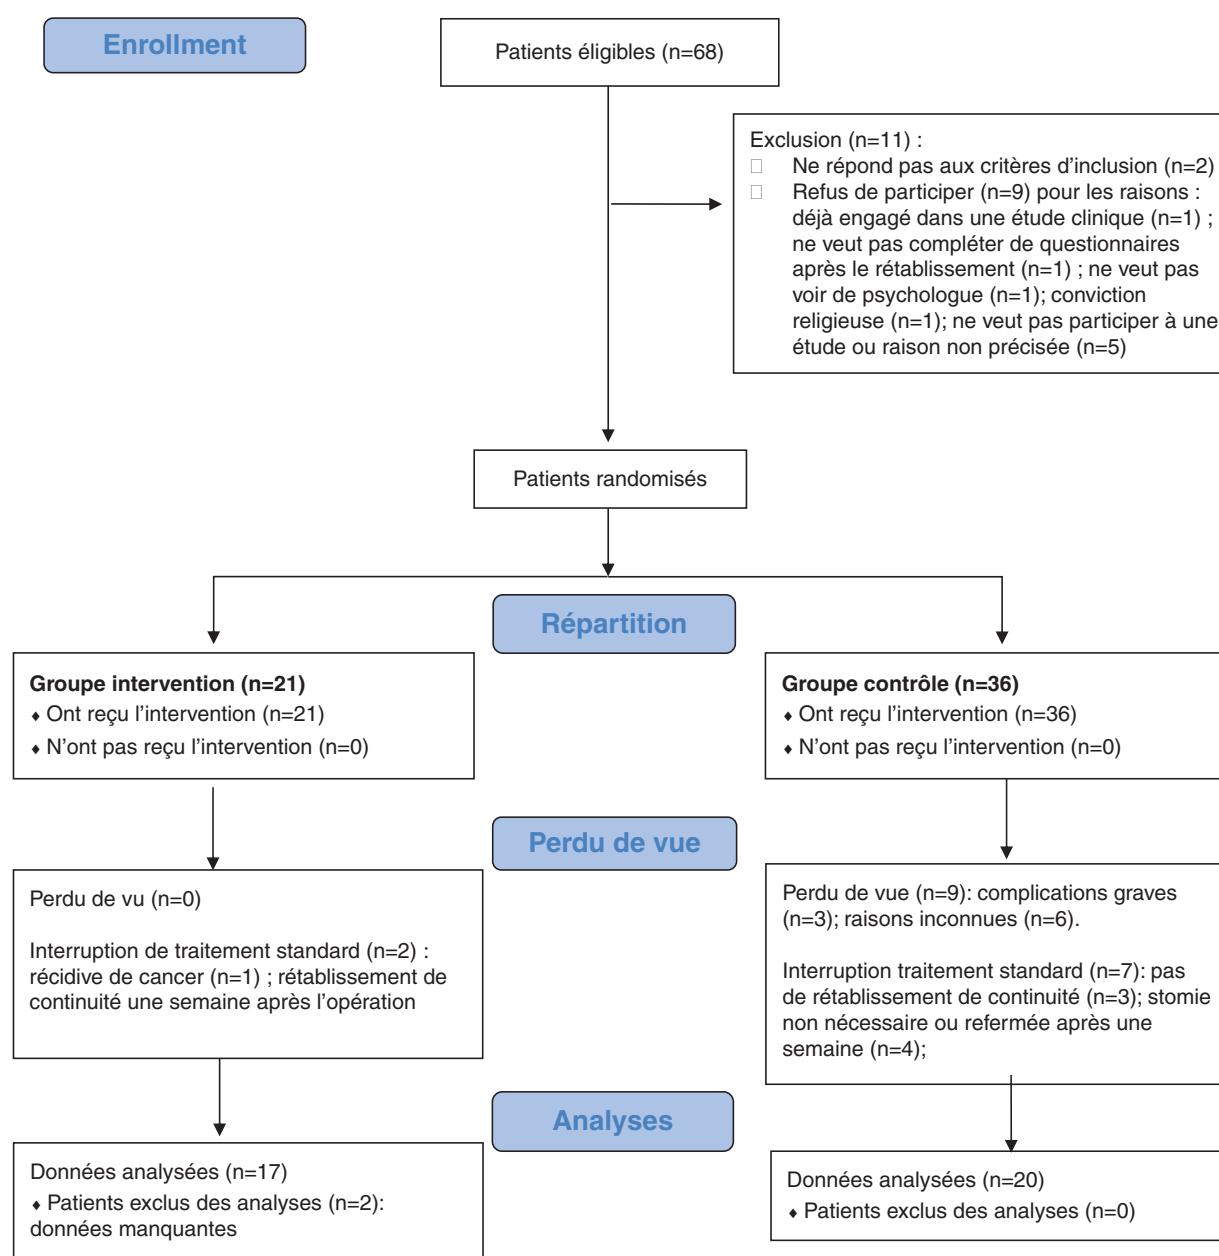 Enrollment
Patients éligibles (n=68)
Exclusion (n=11) :
Ne répond pas aux critères d'inclusion (n=2)
Refus de participer (n=9) pour les raisons :
déjà engagé dans une étude clinique (n=1) ;
ne veut pas compléter de questionnaires
après le rétablissement (n=1) ; ne veut pas
voir de psychologue (n=1); conviction
religieuse (n=1); ne veut pas participer à une
étude ou raison non précisée (n=5)
Patients randomisés
Répartition
Groupe intervention (n=21)
♦ Ont reçu l'intervention (n=21)
♦ N'ont pas reçu l'intervention (n=0)
Groupe contrôle (n=36)
♦ Ont reçu l'intervention (n=36)
♦ N'ont pas reçu l'intervention (n=0)
Perdu de vue
Perdu de vu (n=0)
Interruption de traitement standard (n=2) :
récidive de cancer (n=1) ; rétablissement de
continuité une semaine après l'opération
Perdu de vue (n=9): complications graves
(n=3); raisons inconnues (n=6).
Interruption traitement standard (n=7): pas
de rétablissement de continuité (n=3); stomie
non nécessaire ou refermée après une
semaine (n=4);
Analyses
Données analysées (n=17)
♦ Patients exclus des analyses (n=2):
données manquantes
Données analysées (n=20)
♦ Patients exclus des analyses (n=0)